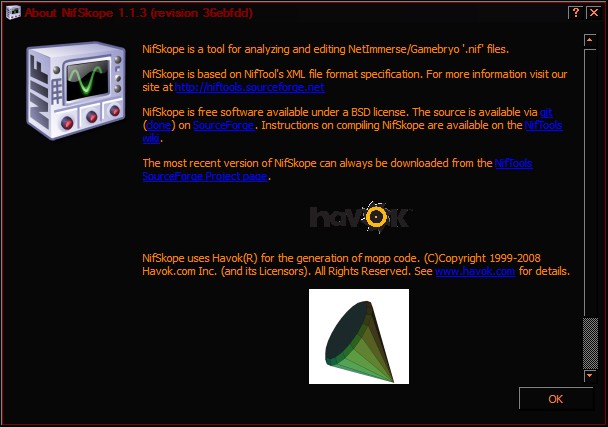 About NifSkope 1.1.3 (revision 36ebfdd)
NIF
NifSkope is a tool for analyzing and editing NetImmerse/Gamebryo '.nif' files.
NifSkope is based on NifTool's XML file format specification. For more information visit our
site at http://niftools.sourceforge.net
NifSkope is free software available under a BSD license. The source is available via git
(clone) on SourceForge. Instructions on compiling NifSkope are available on the NifTools
wiki.
The most recent version of NifSkope can always be downloaded from the NifTools
SourceForge Project page.
havok
NifSkope uses Havok(R) for the generation of mopp code. (C)Copyright 1999-2008
Havok.com Inc. (and its Licensors). All Rights Reserved. See www.havok.com for details.
OK